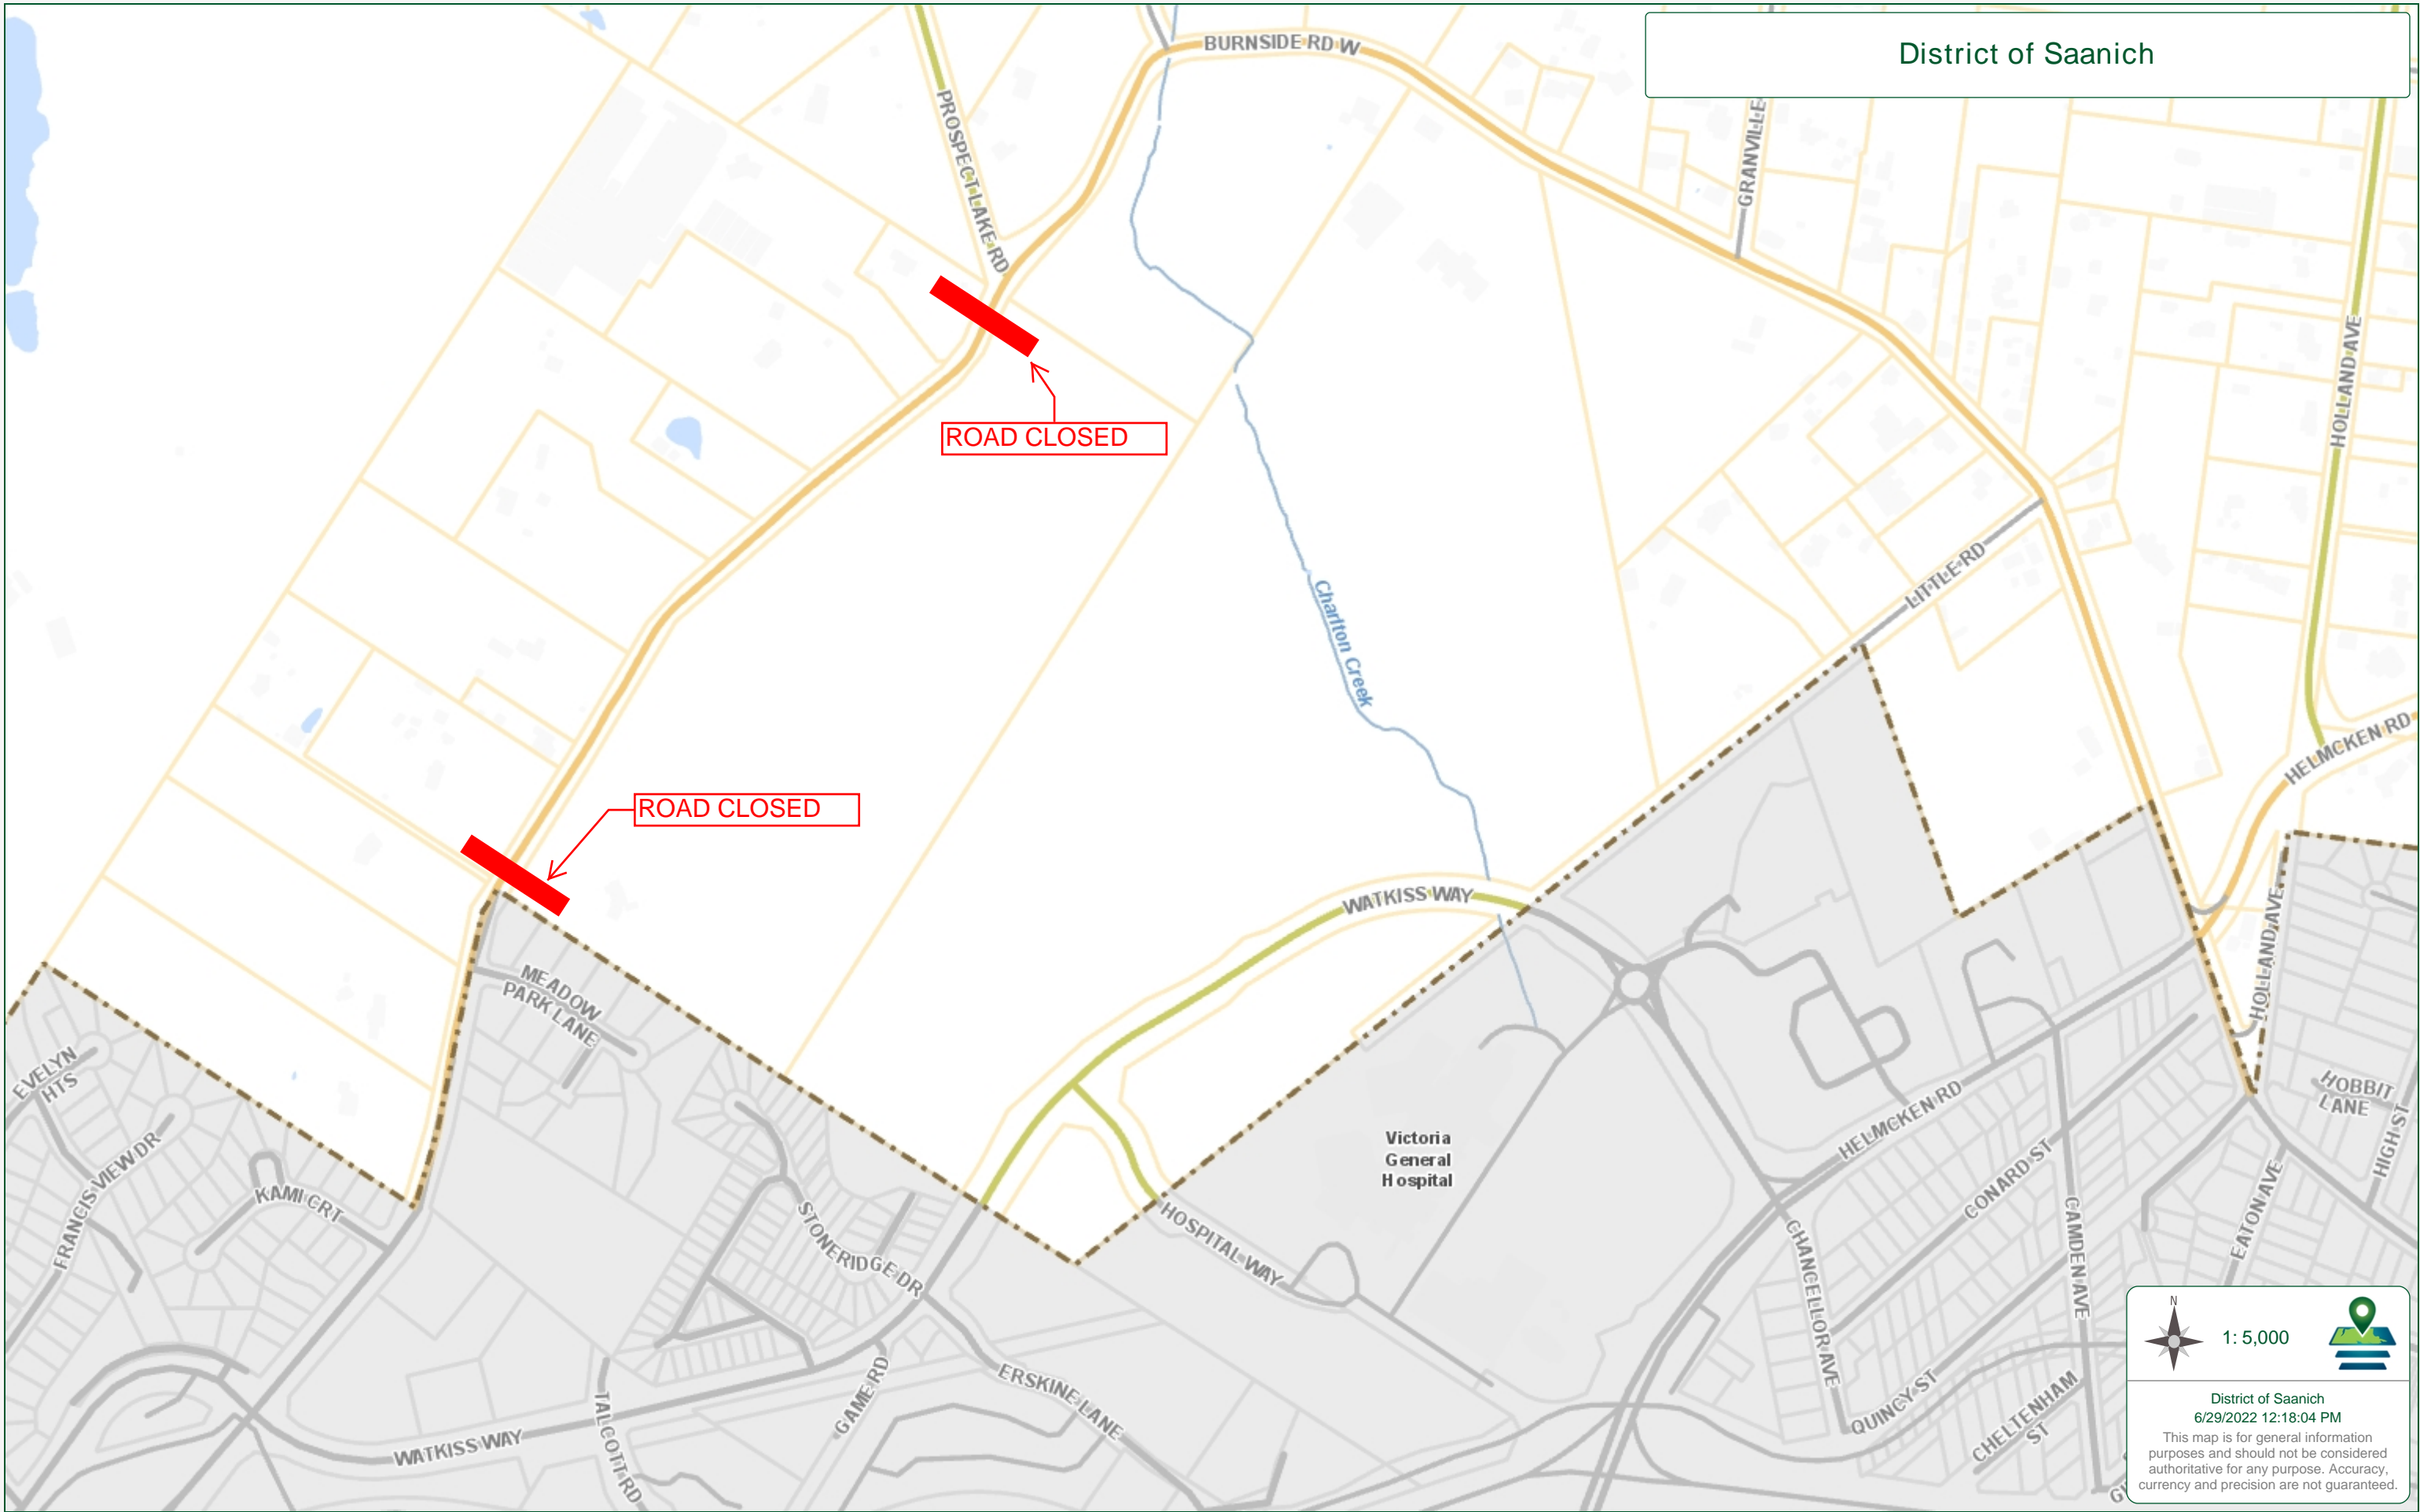 District of Saanich
BURNSIDE RD W
PROSPECT LAKE RD
GRANVILLE
HOLLAND AVE
ROAD CLOSED
LITTLE RD
Charlton Creek
HELMCKEN RD
ROAD CLOSED
WATKISS WAY
HOLLAND AVE
MEADOW
PARK LANE
EVELYN
HTS
FRANCIS VIEW DR
KAMI CRT
STONERIDGE DR
HOSPITAL WAY
Victoria
General
Hospital
HELMCKEN RD
CONARD ST
CAMDEN AVE
CHANCELLOR AVE
HOBBIT
LANE
HIGH ST
EATON AVE
WATKISS WAY
TALCOTT RD
GAME RD
ERSKINE LANE
QUINCY ST
CHELTENHAM
ST
N
1: 5,000
District of Saanich
6/29/2022 12:18:04 PM
This map is for general information
purposes and should not be considered
authoritative for any purpose. Accuracy,
currency and precision are not guaranteed.